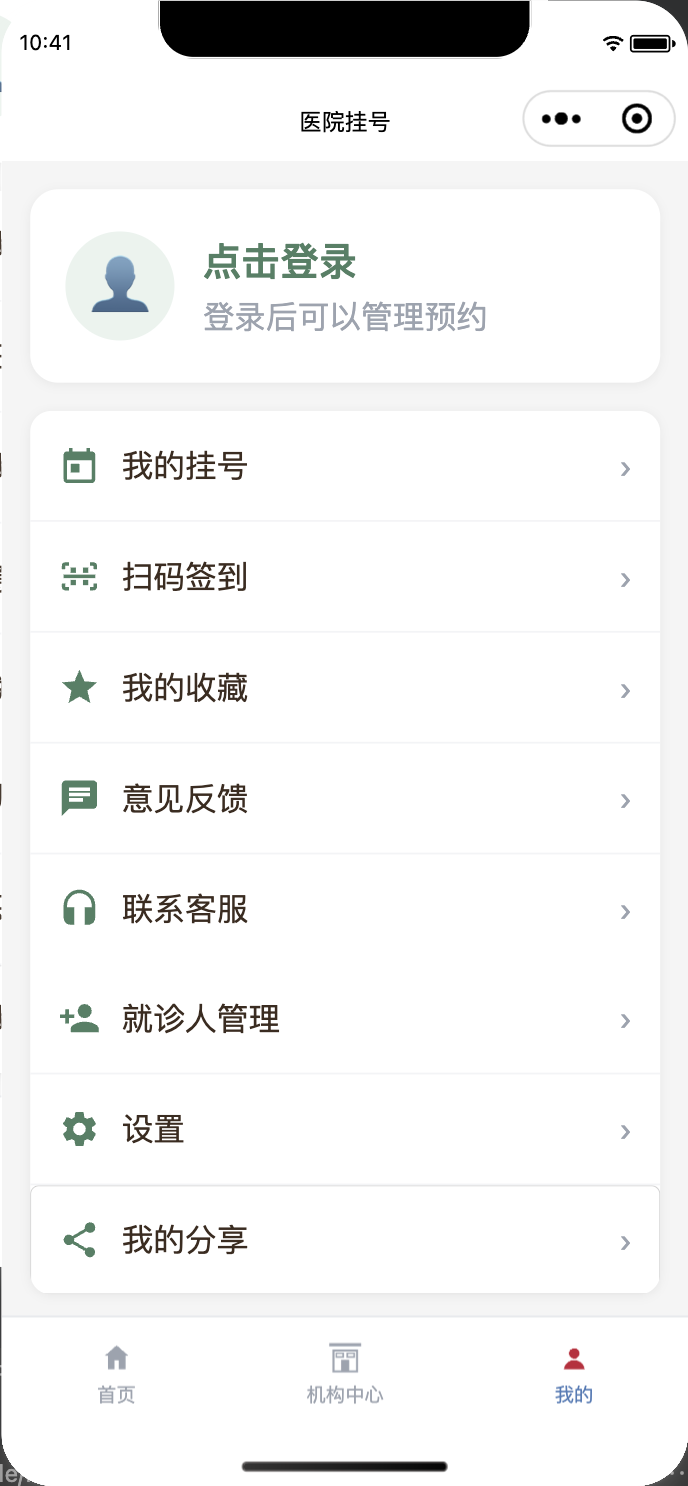 10:41
医院挂号
点击登录
登录后可以管理预约
我的挂号
扫码签到
我的收藏
意见反馈
联系客服
就诊人管理
设置
我的分享
首页
机构中心
我的